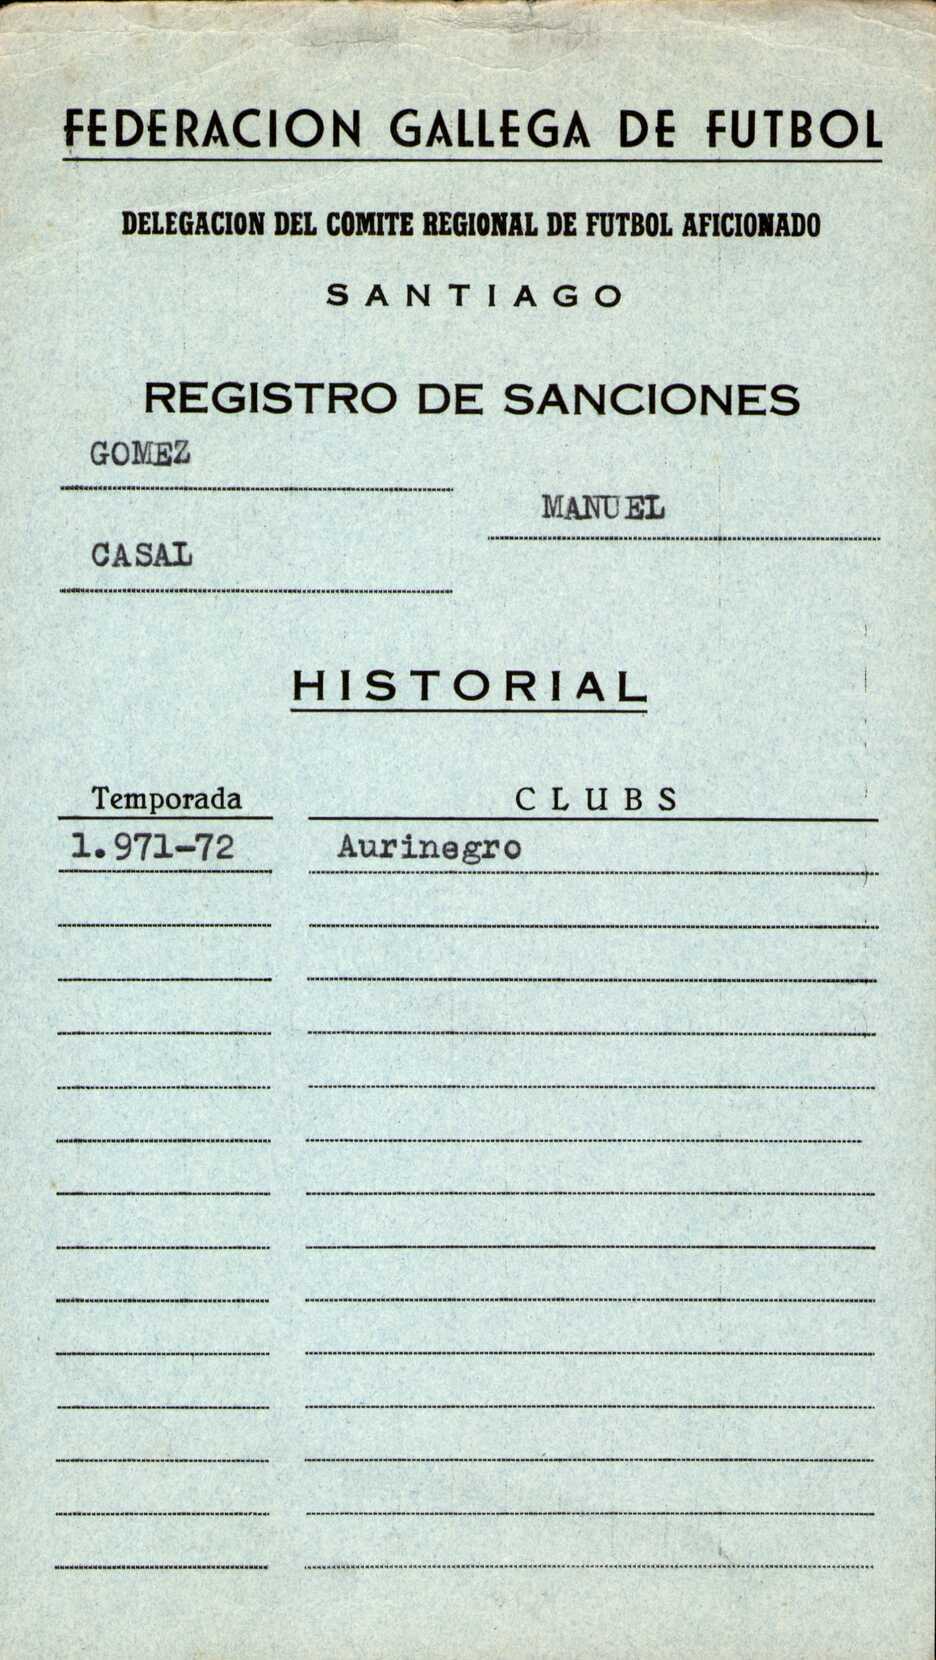 FEDERACION GALLEGA DE FUTBOL
DELEGACION DEL COMITE REGIONAL DE FUTBOL AFICIONADO
SANTIAGO
REGISTRO DE SANCIONES
GOMEZ
MANUEL
CASAL
HISTORIAL
Temporada CLUBS
1.971-72 Aurinegro